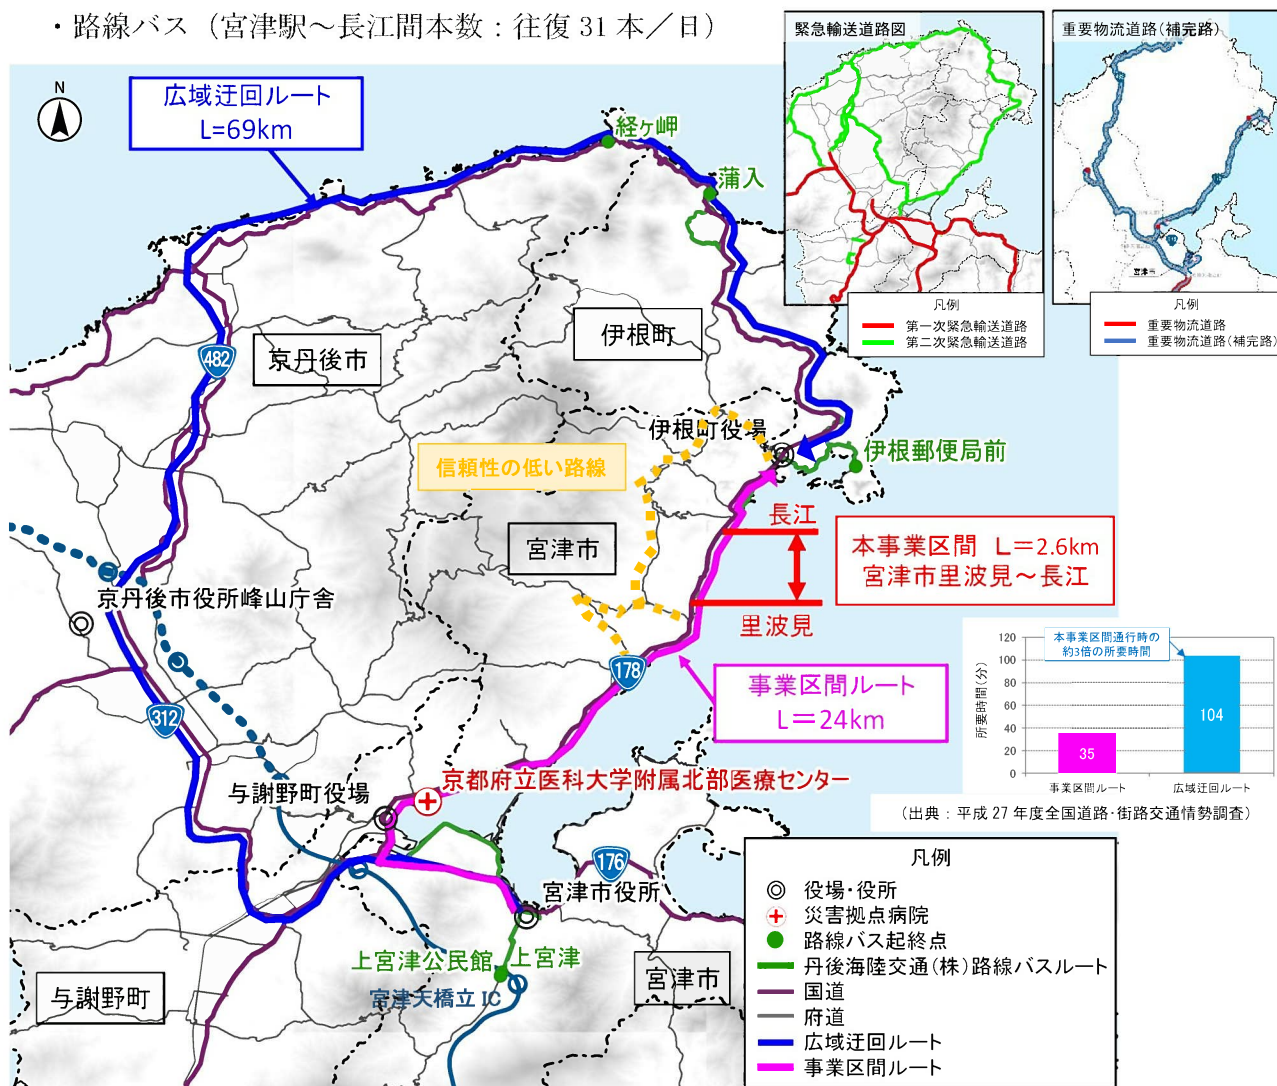 ・路線バス（宮津駅～長江間本数：往復31本／日）
緊急輸送道路図
重要物流道路(補完路)
N
広域迂回ルート
L=69km
経ヶ岬
蒲入
宮津市
凡例
第一次緊急輸送道路
第二次緊急輸送道路
凡例
重要物流道路
重要物流道路(補完路)
伊根町
京丹後市
482
伊根町役場
伊根郵便局前
信頼性の低い路線
長江
宮津市
本事業区間 L＝2.6km
宮津市里波見～長江
里波見
京丹後市役所峰山庁舎
178
事業区間ルート
L＝24km
312
120
100
80
60
40
20
0
所要時間(分)
本事業区間通行時の
約3倍の所要時間
35
104
事業区間ルート
広域迂回ルート
（出典：平成27年度全国道路・街路交通情勢調査）
京都府立医科大学附属北部医療センター
与謝野町役場
176
宮津市役所
上宮津公民館
上宮津
宮津天橋立IC
宮津市
与謝野町
凡例
役場・役所
災害拠点病院
路線バス起終点
丹後海陸交通(株)路線バスルート
国道
府道
広域迂回ルート
事業区間ルート